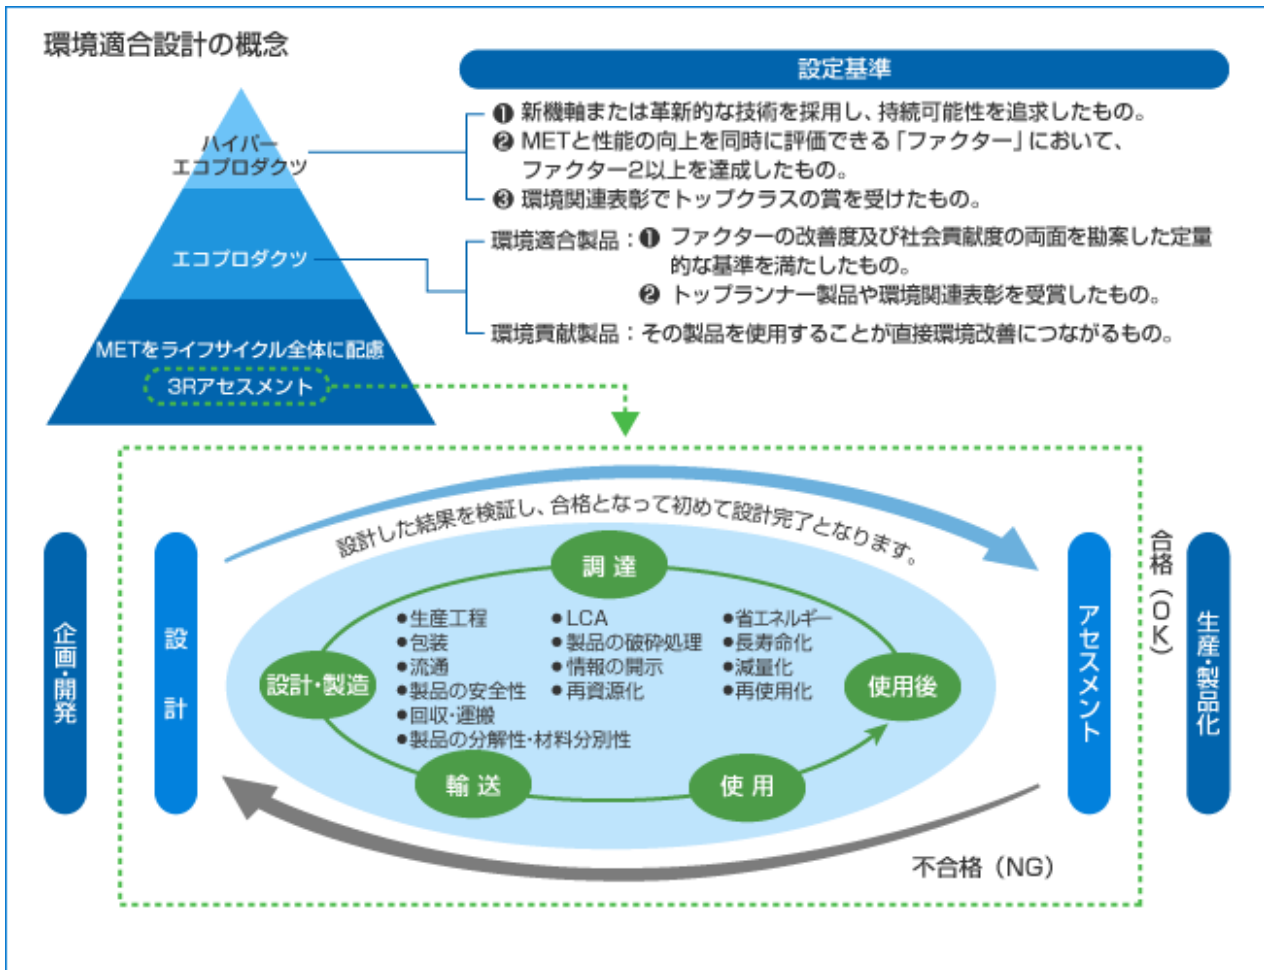 環境適合設計の概念
設定基準
ハイパー
エコプロダクツ
❶ 新機軸または革新的な技術を採用し、持続可能性を追求したもの。
❷ METと性能の向上を同時に評価できる「ファクター」において、
ファクター2以上を達成したもの。
❸ 環境関連表彰でトップクラスの賞を受けたもの。
エコプロダクツ
環境適合製品：❶ ファクターの改善度及び社会貢献度の両面を勘案した定量
的な基準を満たしたもの。
❷ トップランナー製品や環境関連表彰を受賞したもの。
環境貢献製品：その製品を使用することが直接環境改善につながるもの。
METをライフサイクル全体に配慮
3Rアセスメント
企画・開発
設計
設計した結果を検証し、合格となって初めて設計完了となります。
調達
設計・製造
輸送
使用
使用後
●生産工程
●包装
●流通
●製品の安全性
●回収・運搬
●製品の分解性・材料分別性
●LCA
●製品の破砕処理
●情報の開示
●再資源化
●省エネルギー
●長寿命化
●減量化
●再使用化
アセスメント
合格（OK）
生産・製品化
不合格（NG）